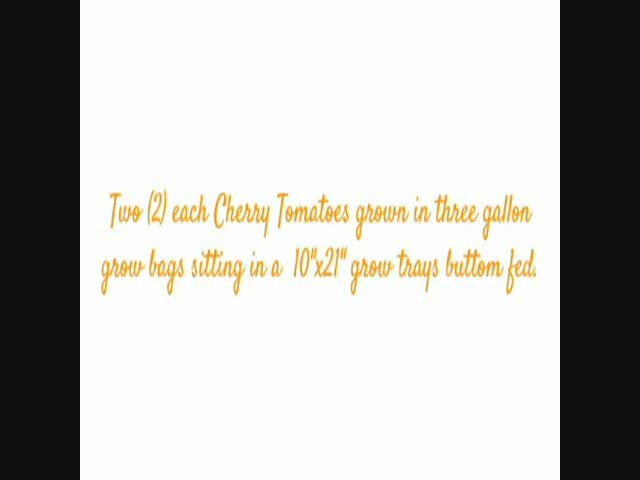 Two (2) each Cherry Tomatoes grown in three gallon
grow bags sitting in a 10"x21" grow trays buttom fed.